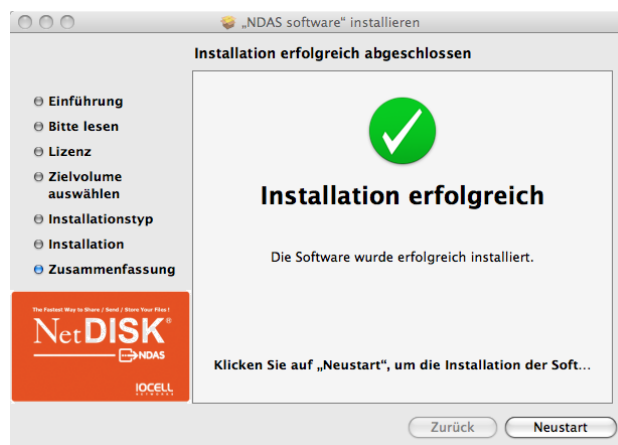 „NDAS software“ installieren
Installation erfolgreich abgeschlossen
Einführung
Bitte lesen
Lizenz
Zielvolume
auswählen
Installationstyp
Installation
Zusammenfassung
The Fastest Way to Share / Send / Store Your Files !
NetDISK®
NDAS
IOCELL
NETWORKS
Installation erfolgreich
Die Software wurde erfolgreich installiert.
Klicken Sie auf „Neustart“, um die Installation der Soft...
Zurück
Neustart